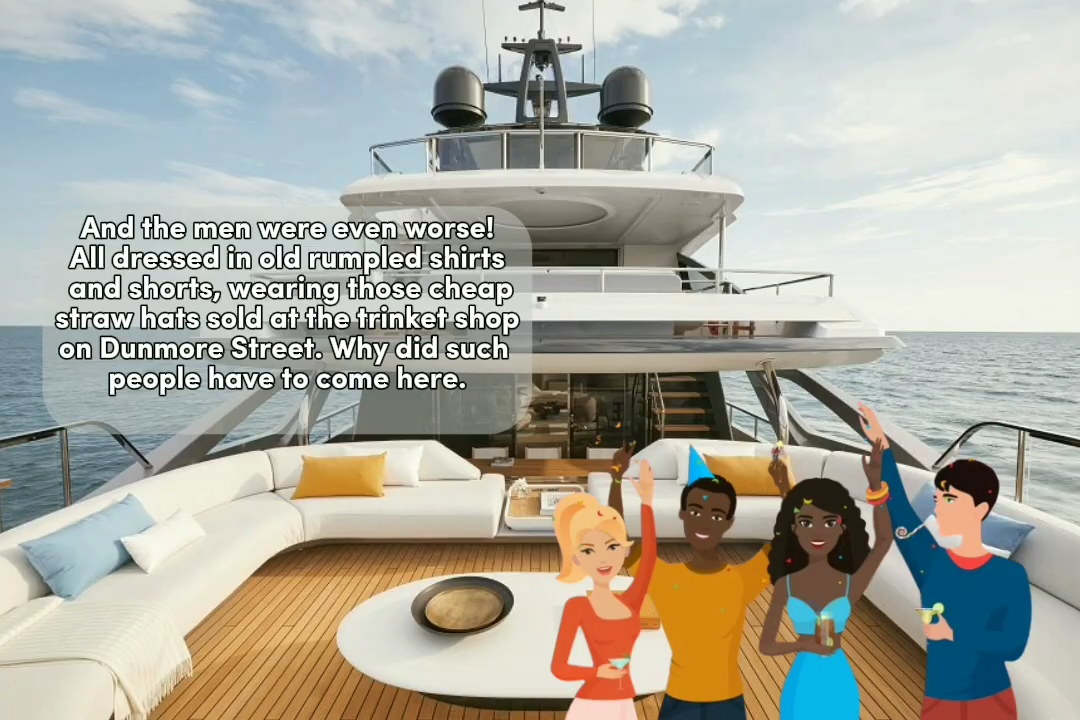 And the men were even worse!
All dressed in old rumpled shirts
and shorts, wearing those cheap
straw hats sold at the trinket shop
on Dunmore Street. Why did such
people have to come here.